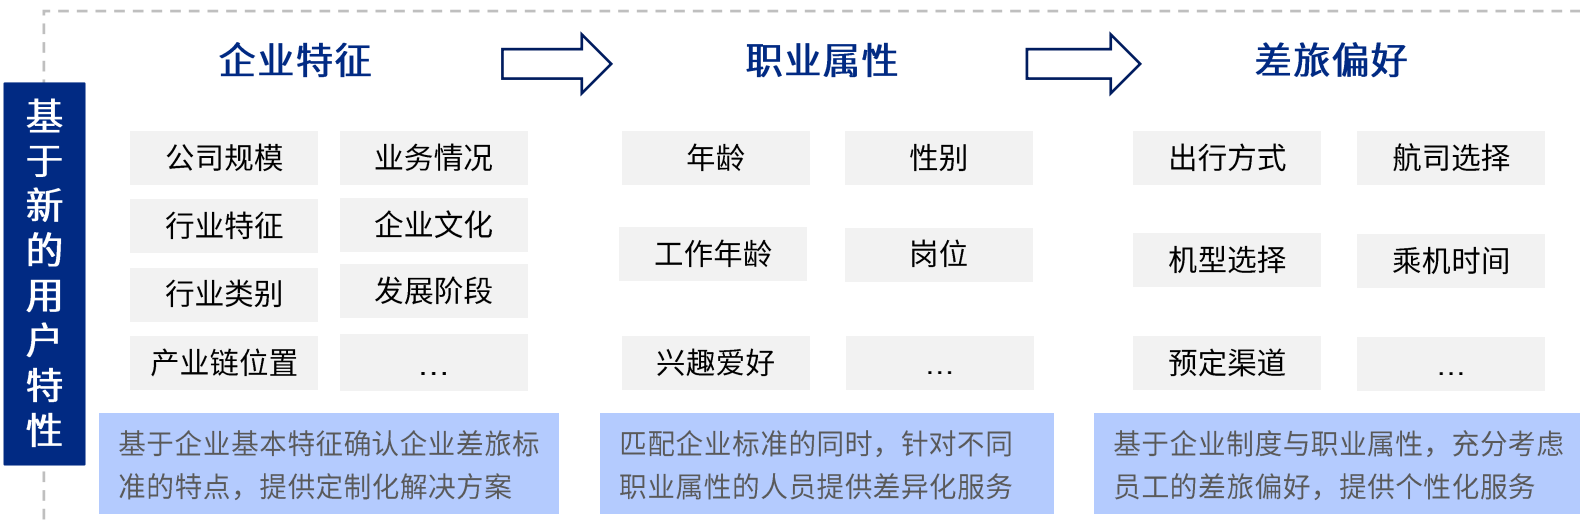 基于新的用户特性
企业特征
职业属性
差旅偏好
公司规模
业务情况
行业特征
企业文化
行业类别
发展阶段
产业链位置
…
基于企业基本特征确认企业差旅标
准的特点，提供定制化解决方案
年龄
性别
工作年龄
岗位
兴趣爱好
…
匹配企业标准的同时，针对不同
职业属性的人员提供差异化服务
出行方式
航司选择
机型选择
乘机时间
预定渠道
…
基于企业制度与职业属性，充分考虑
员工的差旅偏好，提供个性化服务